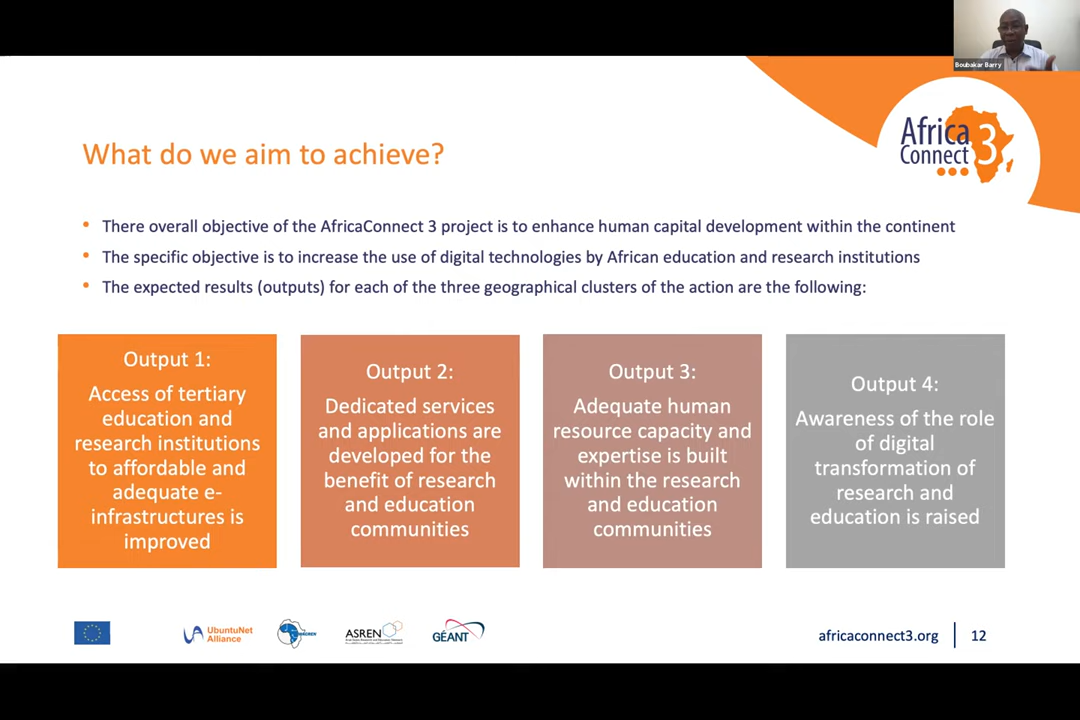 Boubakar Barry
Africa
Connect
3
What do we aim to achieve?
• There overall objective of the AfricaConnect 3 project is to enhance human capital development within the continent
• The specific objective is to increase the use of digital technologies by African education and research institutions
• The expected results (outputs) for each of the three geographical clusters of the action are the following:
Output 1:
Access of tertiary
education and
research institutions
to affordable and
adequate e-
infrastructures is
improved
Output 2:
Dedicated services
and applications are
developed for the
benefit of research
and education
communities
Output 3:
Adequate human
resource capacity and
expertise is built
within the research
and education
communities
Output 4:
Awareness of the role
of digital
transformation of
research and
education is raised
UbuntuNet
Alliance
ASREN
GÉANT
africaconnect3.org
12